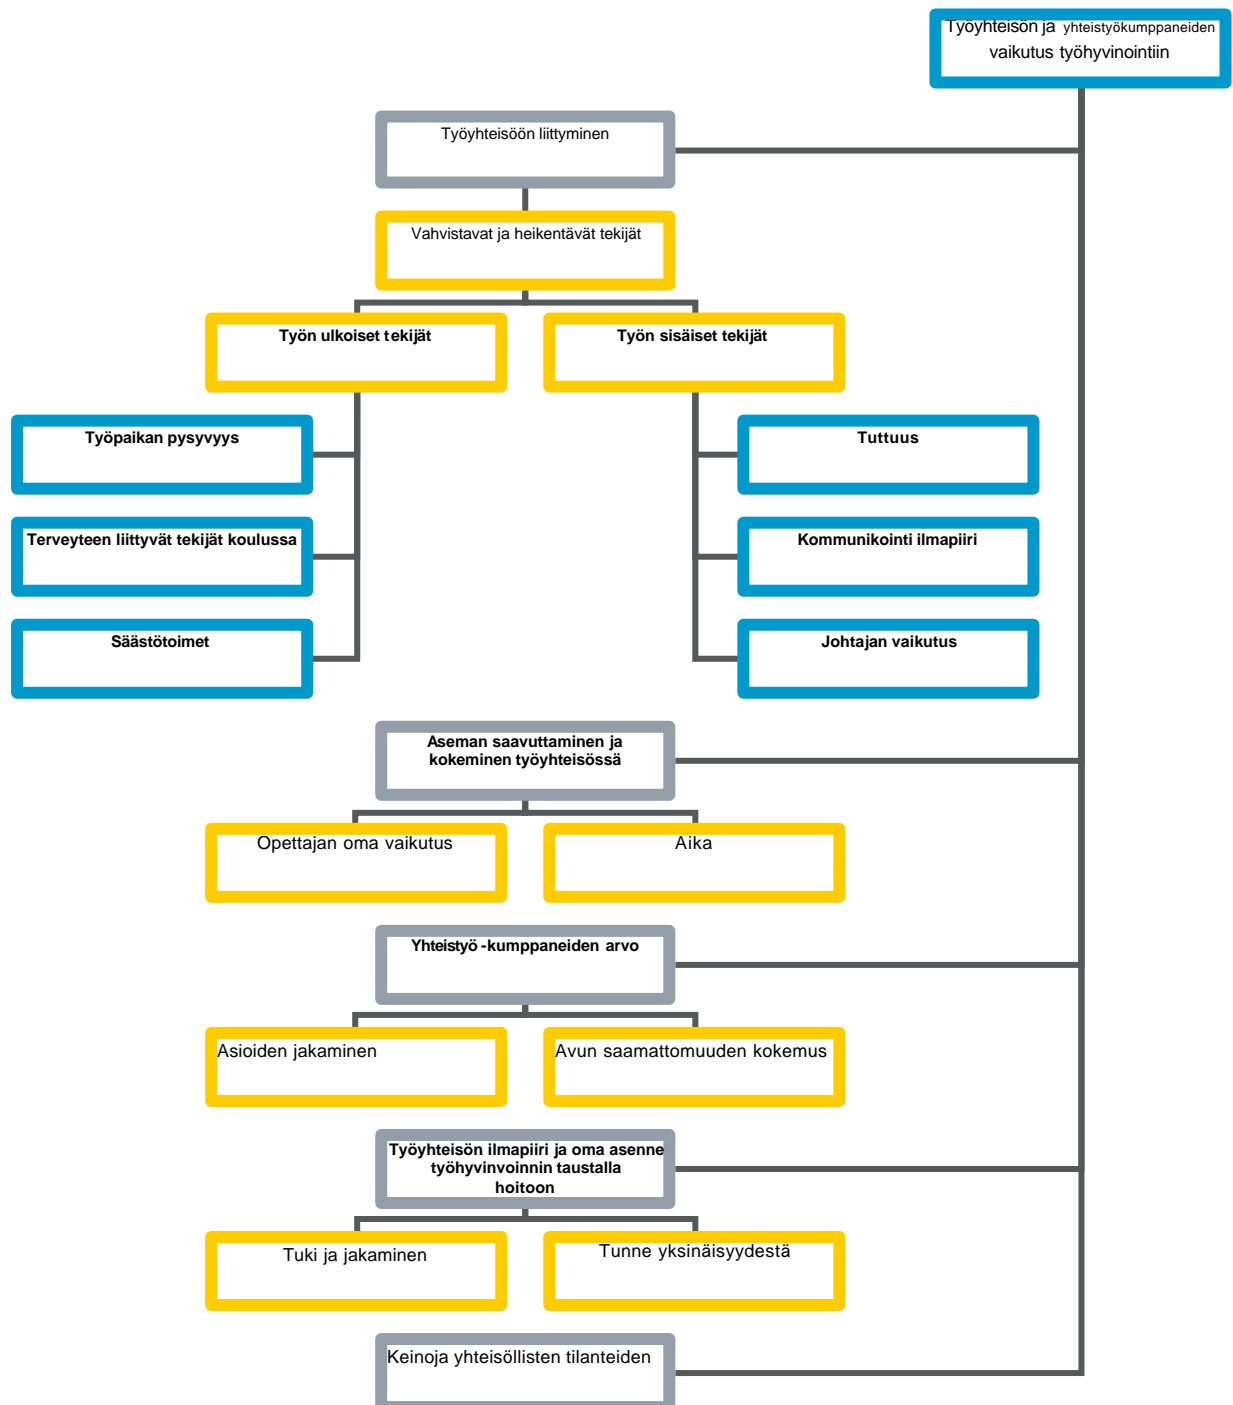 Työyhteisön ja yhteistyökumppaneiden
vaikutus työhyvinointiin
Työyhteisöön liittyminen
Vahvistavat ja heikentävät tekijät
Työn ulkoiset tekijät
Työn sisäiset tekijät
Työpaikan pysyvyys
Tuttuus
Terveyteen liittyvät tekijät koulussa
Kommunikointi ilmapiiri
Säästötoimet
Johtajan vaikutus
Aseman saavuttaminen ja
kokeminen työyhteisössä
Opettajan oma vaikutus
Aika
Yhteistyö -kumppaneiden arvo
Asioiden jakaminen
Avun saamattomuuden kokemus
Työyhteisön ilmapiiri ja oma asenne
työhyvinvoinnin taustalla
hoitoon
Tuki ja jakaminen
Tunne yksinäisyydestä
Keinoja yhteisöllisten tilanteiden